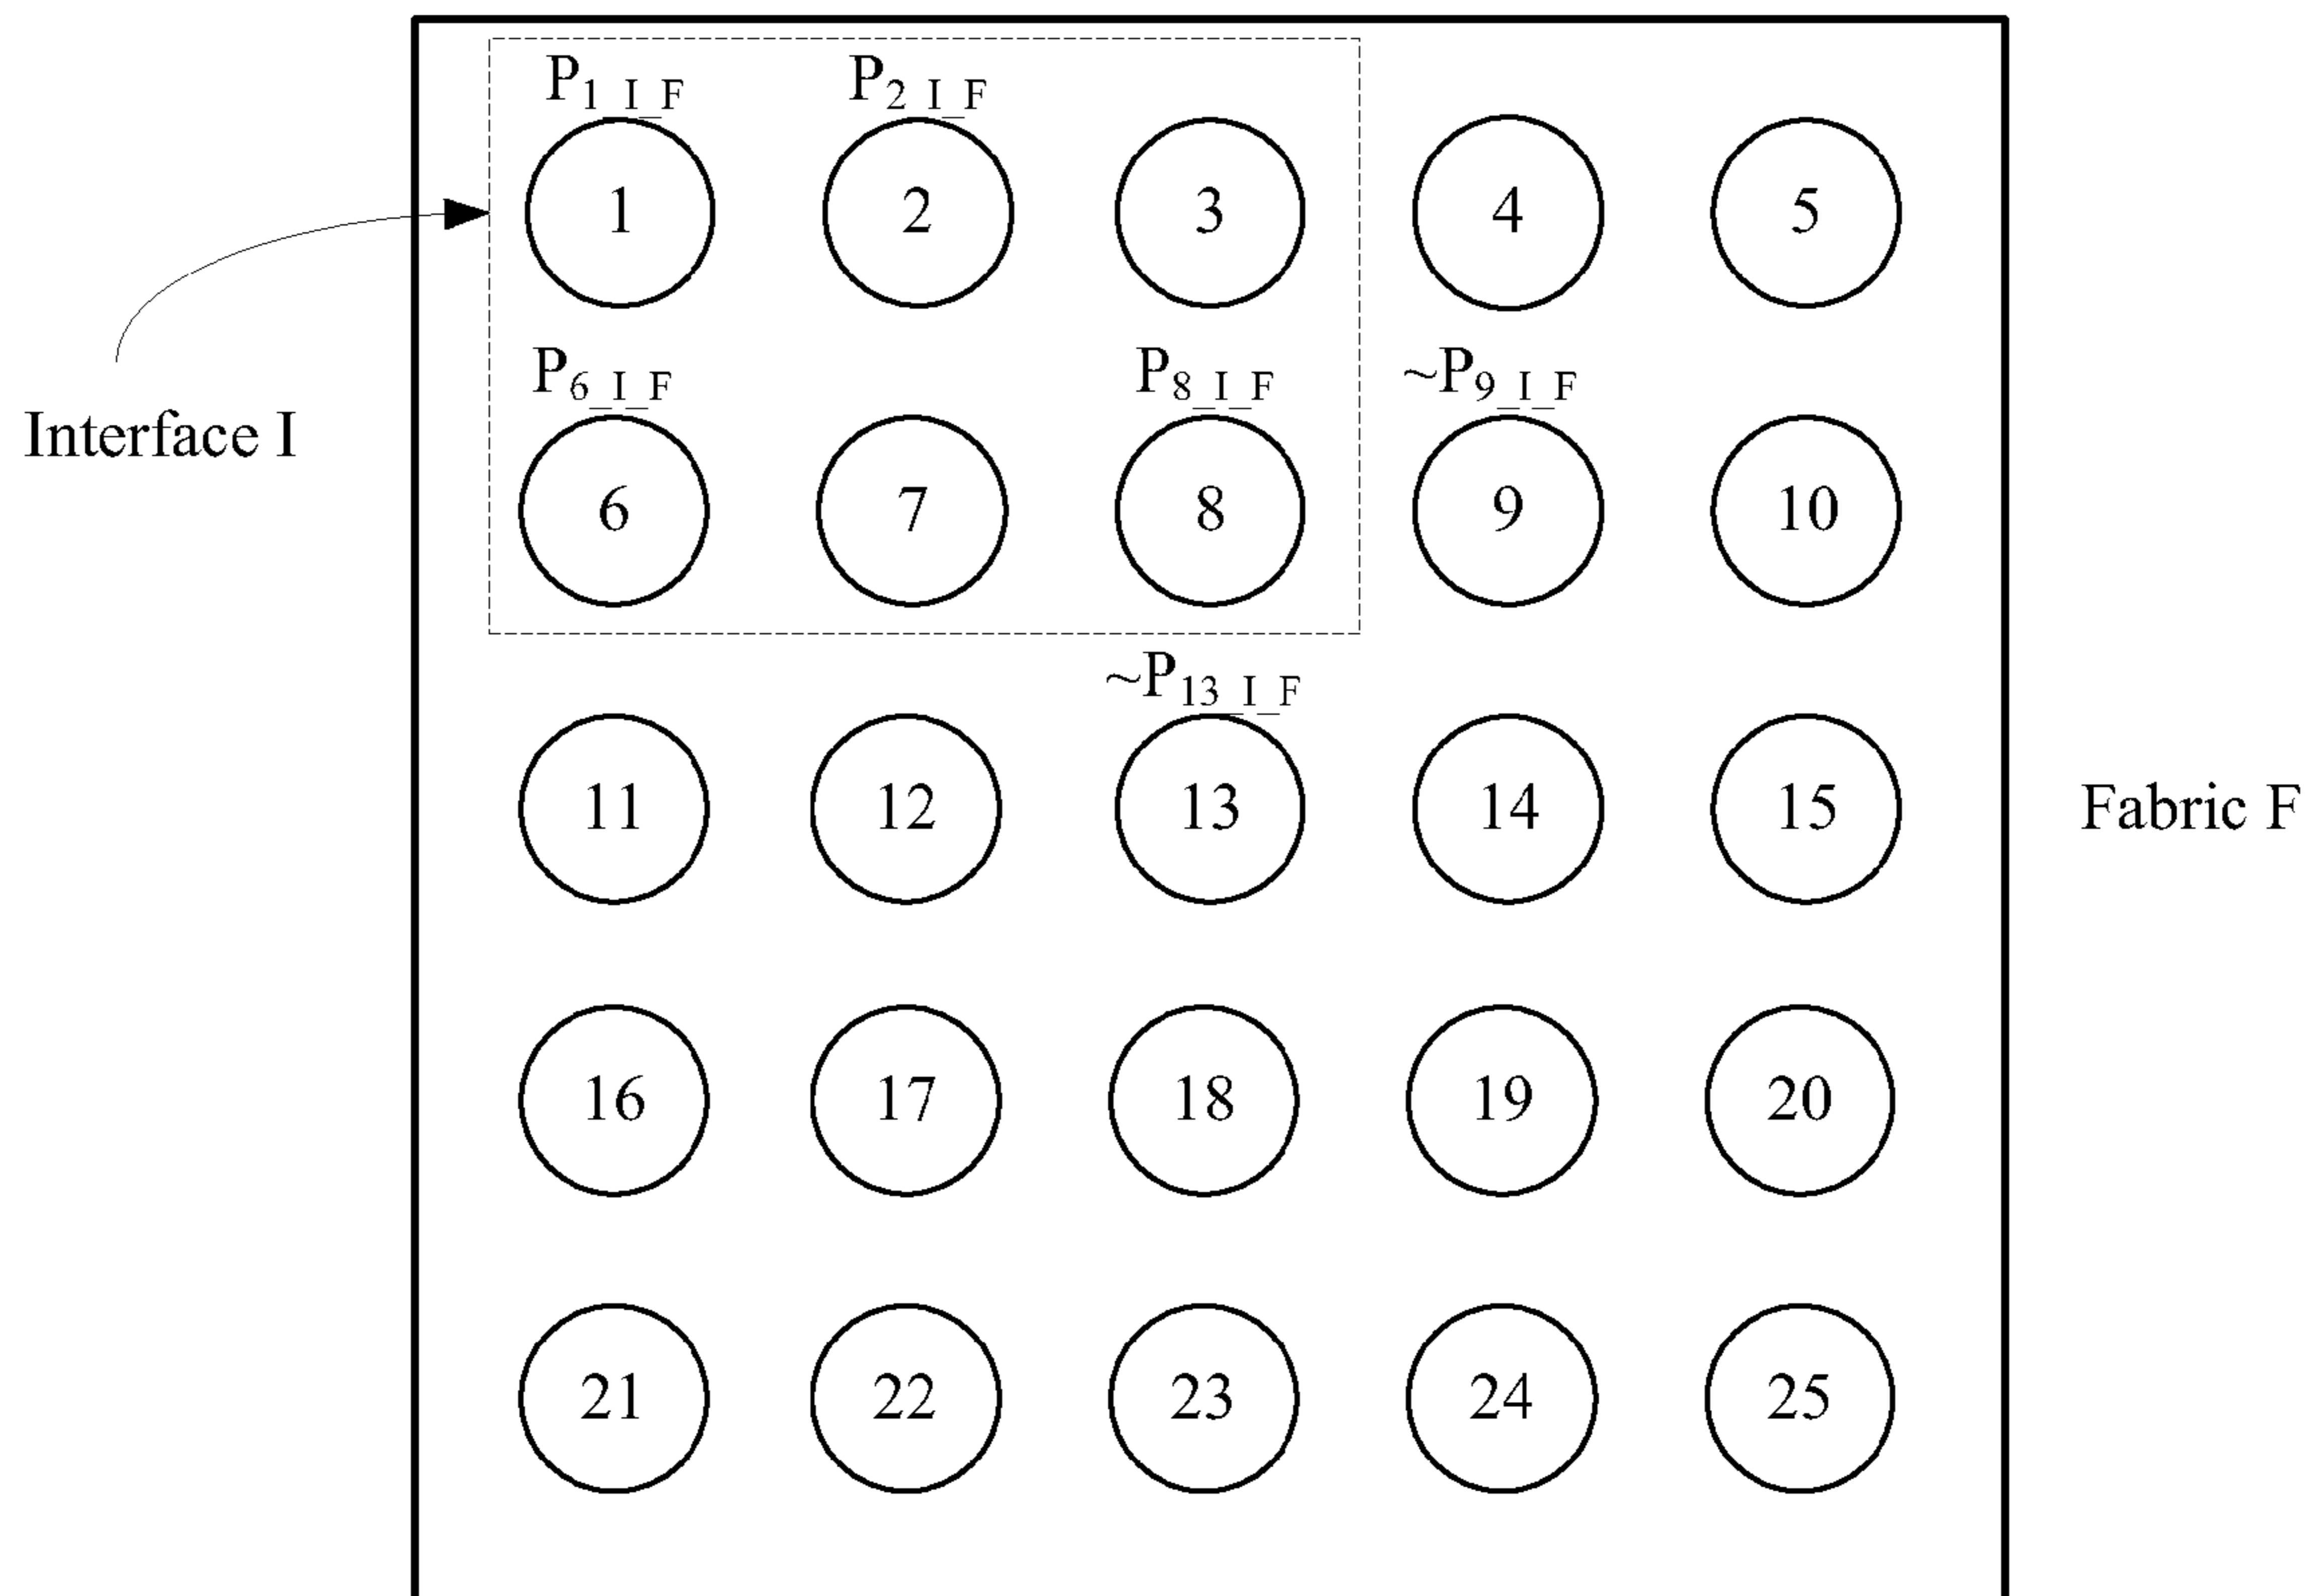 P1_I_F P2_I_F
1 2 3 4 5
P6_I_F P8_I_F ~P9_I_F
Interface I
6 7 8 9 10
~P13_I_F
11 12 13 14 15
Fabric F
16 17 18 19 20
21 22 23 24 25